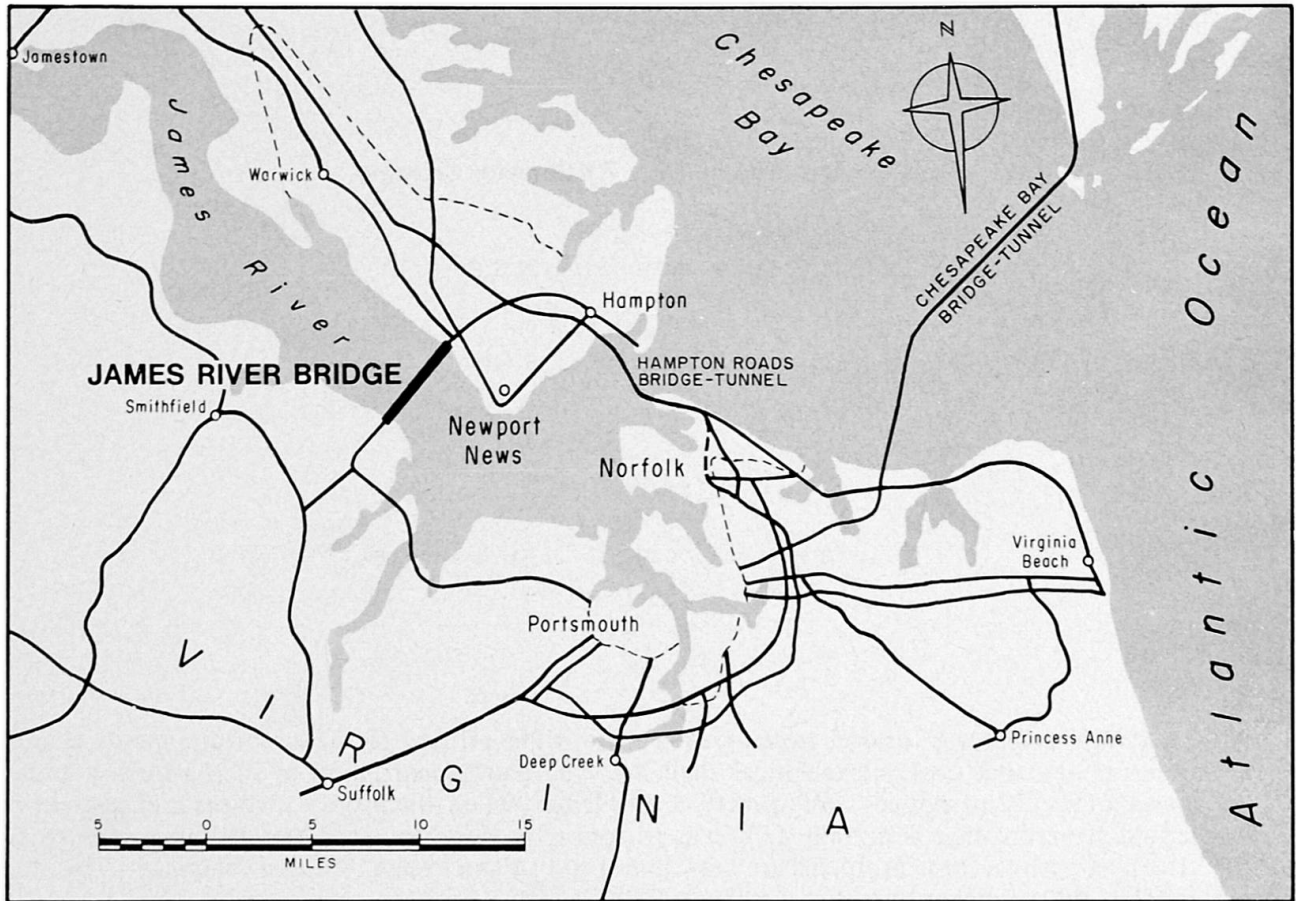 Jamestown
James River
Warwick
Chesapeake
Bay
N
CHESAPEAKE BAY
BRIDGE-TUNNEL
Atlantic Ocean
Hampton
HAMPTON ROADS
BRIDGE-TUNNEL
JAMES RIVER BRIDGE
Smithfield
Newport
News
Norfolk
Virginia
Beach
Portsmouth
VIRGINIA
Princess Anne
Deep Creek
Suffolk
5 0 5 10 15
MILES